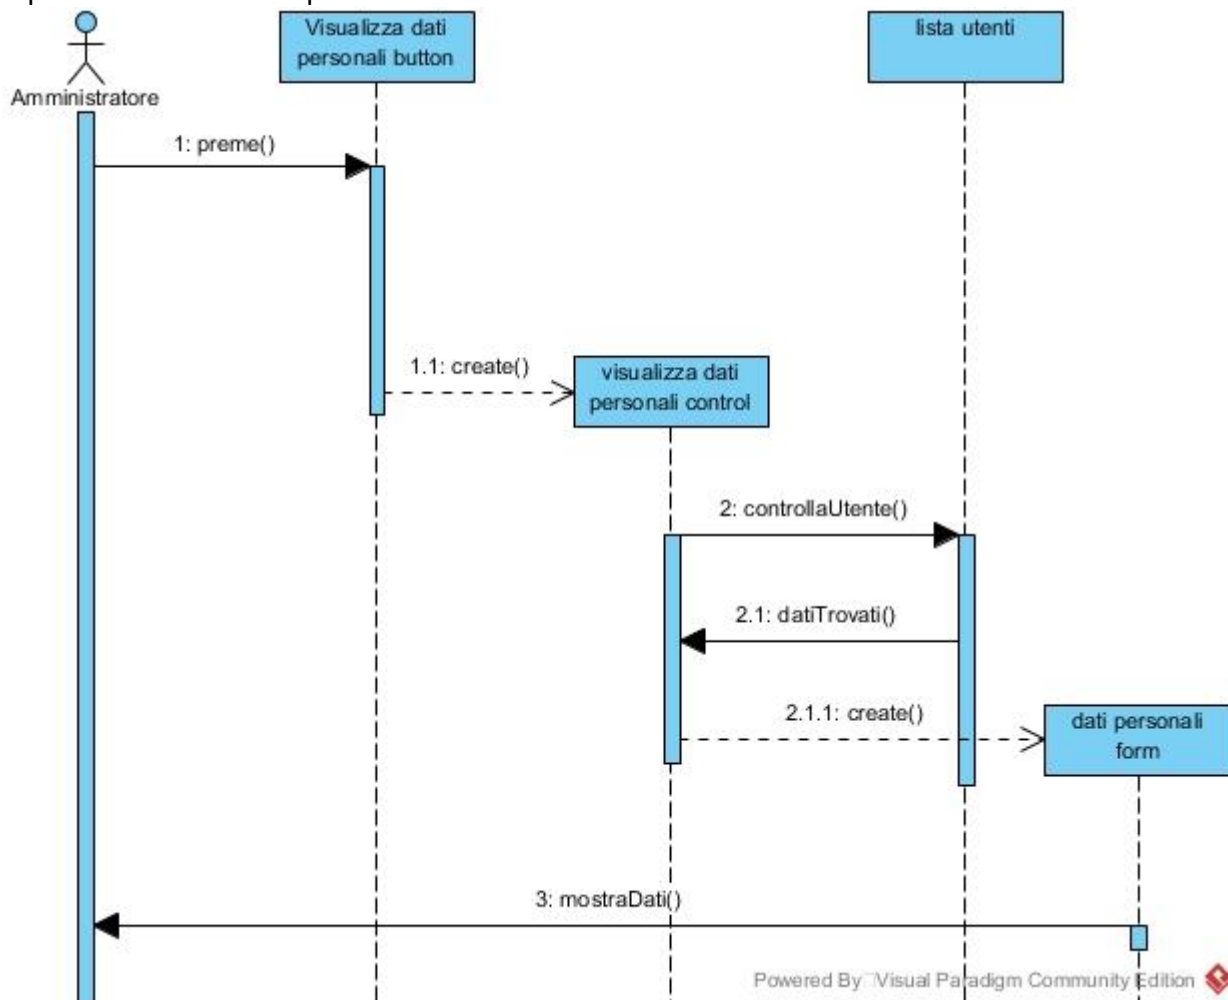 Visualizza dati
personali button
lista utenti
Amministratore
1: preme()
1.1: create()
visualizza dati
personali control
2: controllaUtente()
2.1: datiTrovati()
2.1.1: create()
dati personali
form
3: mostraDati()
Powered By Visual Paradigm Community Edition